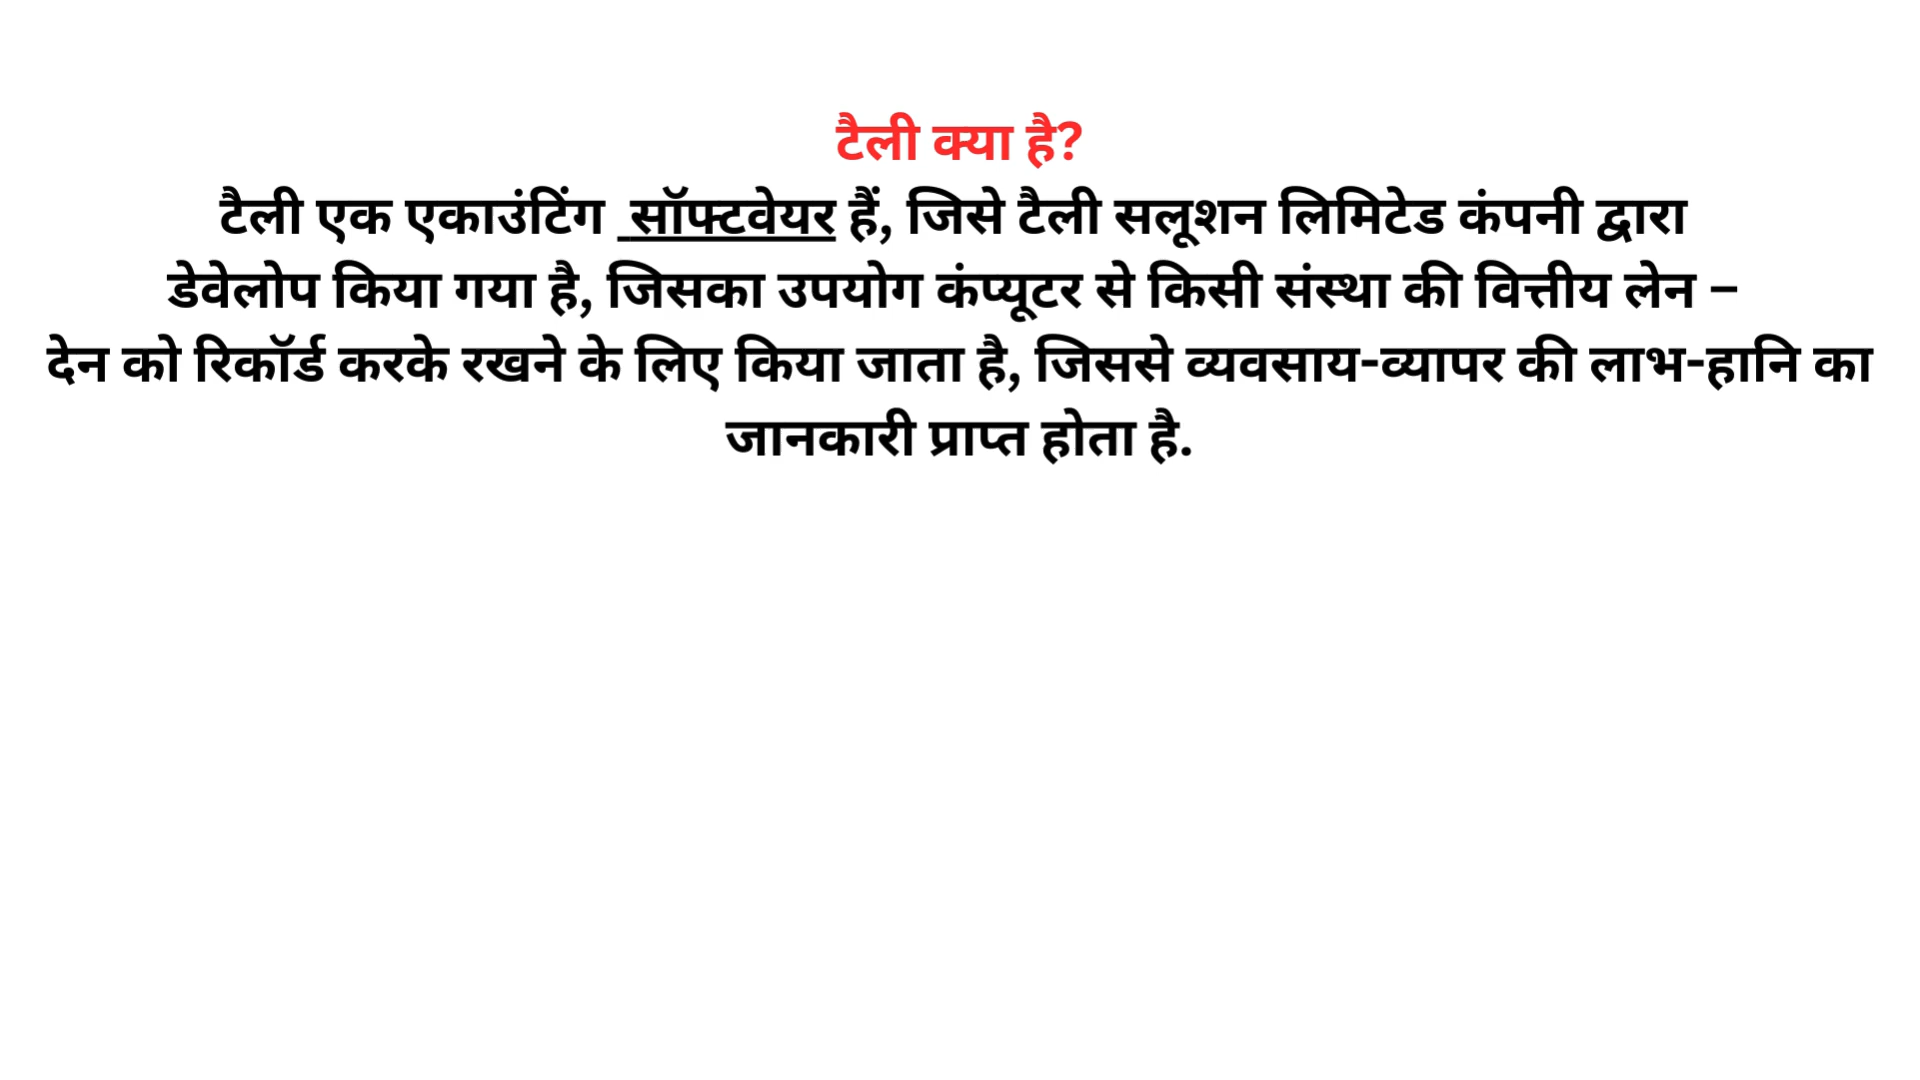 टैली क्या है?
टैली एक एकाउंटिंग सॉफ्टवेयर हैं, जिसे टैली सलूशन लिमिटेड कंपनी द्वारा
डेवेलोप किया गया है, जिसका उपयोग कंप्यूटर से किसी संस्था की वित्तीय लेन –
देन को रिकॉर्ड करके रखने के लिए किया जाता है, जिससे व्यवसाय-व्यापर की लाभ-हानि का
जानकारी प्राप्त होता है.